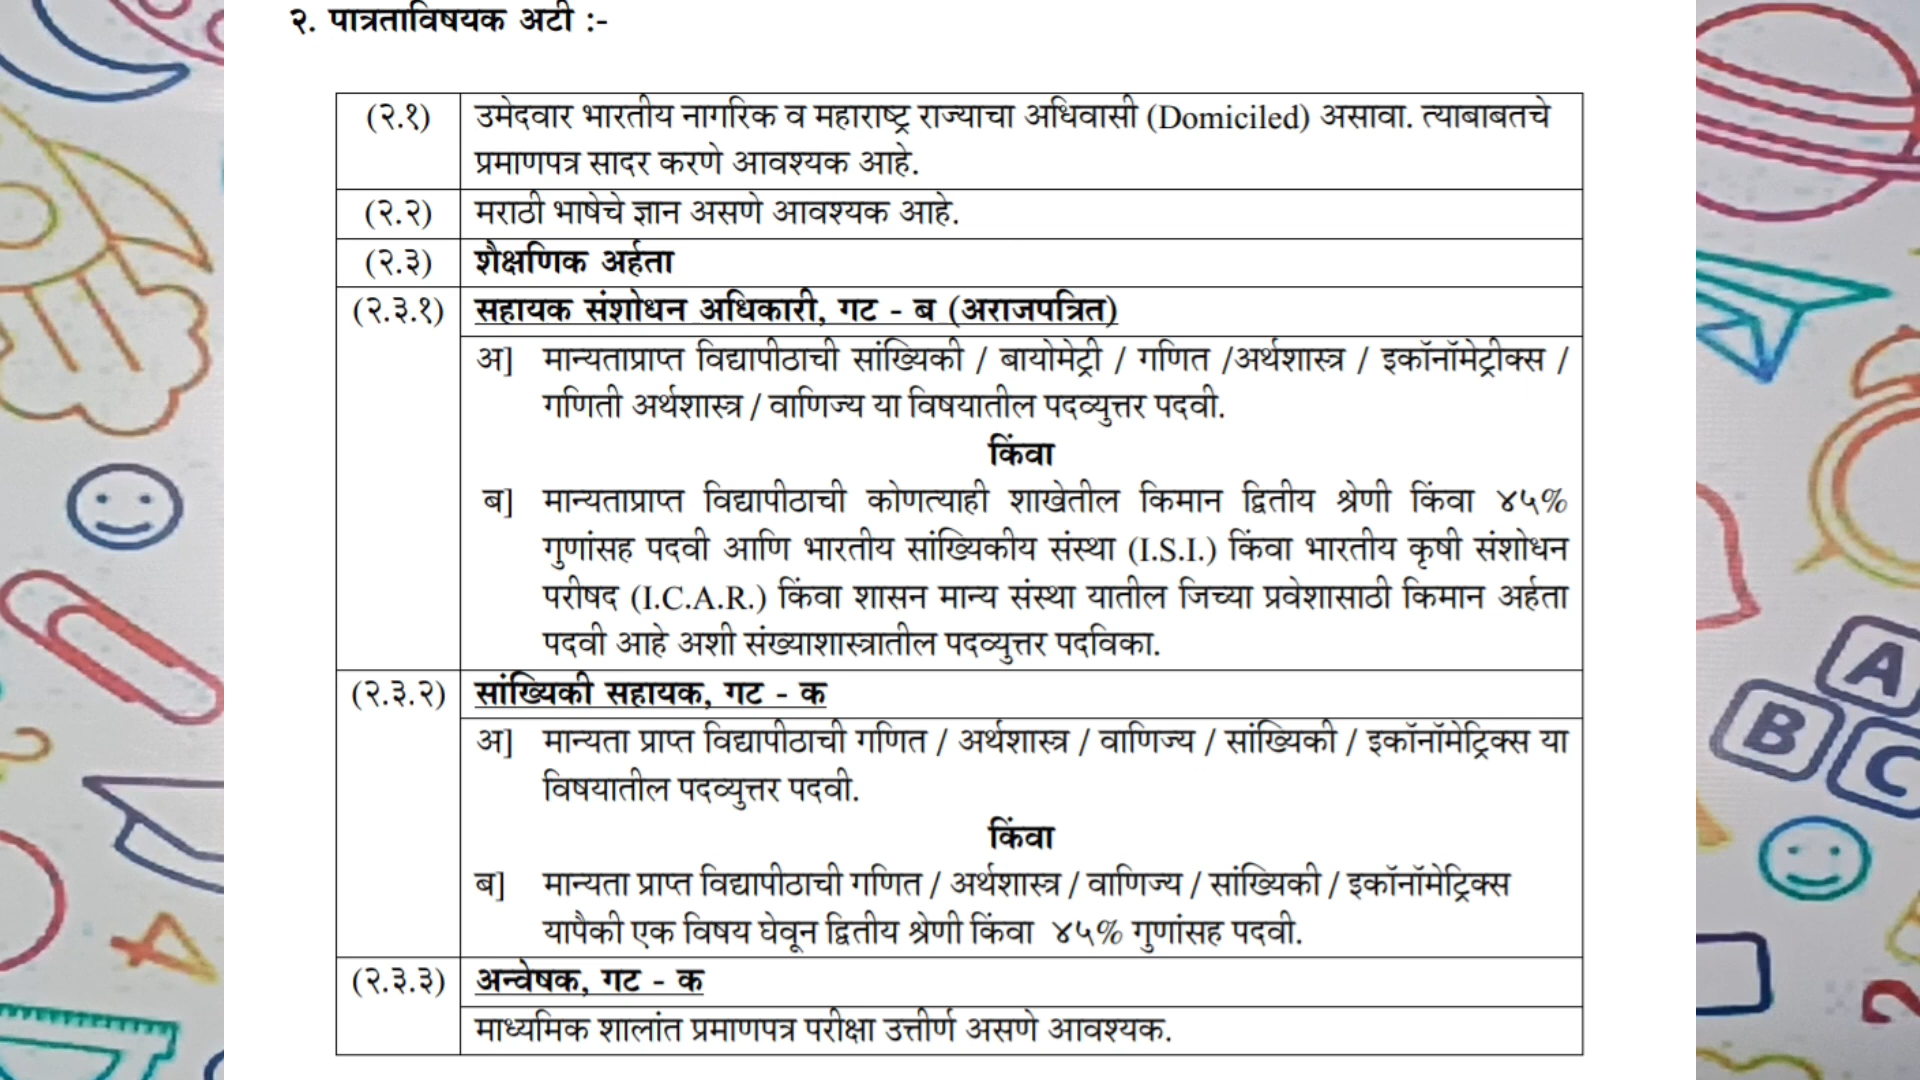 २. पात्रताविषयक अटी :-
(२.१) उमेदवार भारतीय नागरिक व महाराष्ट्र राज्याचा अधिवासी (Domiciled) असावा. त्याबाबतचे
प्रमाणपत्र सादर करणे आवश्यक आहे.
(२.२) मराठी भाषेचे ज्ञान असणे आवश्यक आहे.
(२.३) शैक्षणिक अर्हता
(२.३.१) सहायक संशोधन अधिकारी, गट - ब (अराजपत्रित)
अ] मान्यताप्राप्त विद्यापीठाची सांख्यिकी / बायोमेट्री / गणित /अर्थशास्त्र / इकॉनॉमेट्रीक्स /
गणिती अर्थशास्त्र / वाणिज्य या विषयातील पदव्युत्तर पदवी.
किंवा
ब] मान्यताप्राप्त विद्यापीठाची कोणत्याही शाखेतील किमान द्वितीय श्रेणी किंवा ४५%
गुणांसह पदवी आणि भारतीय सांख्यिकीय संस्था (I.S.I.) किंवा भारतीय कृषी संशोधन
परीषद (I.C.A.R.) किंवा शासन मान्य संस्था यातील जिच्या प्रवेशासाठी किमान अर्हता
पदवी आहे अशी संख्याशास्त्रातील पदव्युत्तर पदविका.
(२.३.२) सांख्यिकी सहायक, गट - क
अ] मान्यता प्राप्त विद्यापीठाची गणित / अर्थशास्त्र / वाणिज्य / सांख्यिकी / इकॉनॉमेट्रिक्स या
विषयातील पदव्युत्तर पदवी.
किंवा
ब] मान्यता प्राप्त विद्यापीठाची गणित / अर्थशास्त्र / वाणिज्य / सांख्यिकी / इकॉनॉमेट्रिक्स
यापैकी एक विषय घेवून द्वितीय श्रेणी किंवा ४५% गुणांसह पदवी.
(२.३.३) अन्वेषक, गट - क
माध्यमिक शालांत प्रमाणपत्र परीक्षा उत्तीर्ण असणे आवश्यक.
A
B
C
4
2